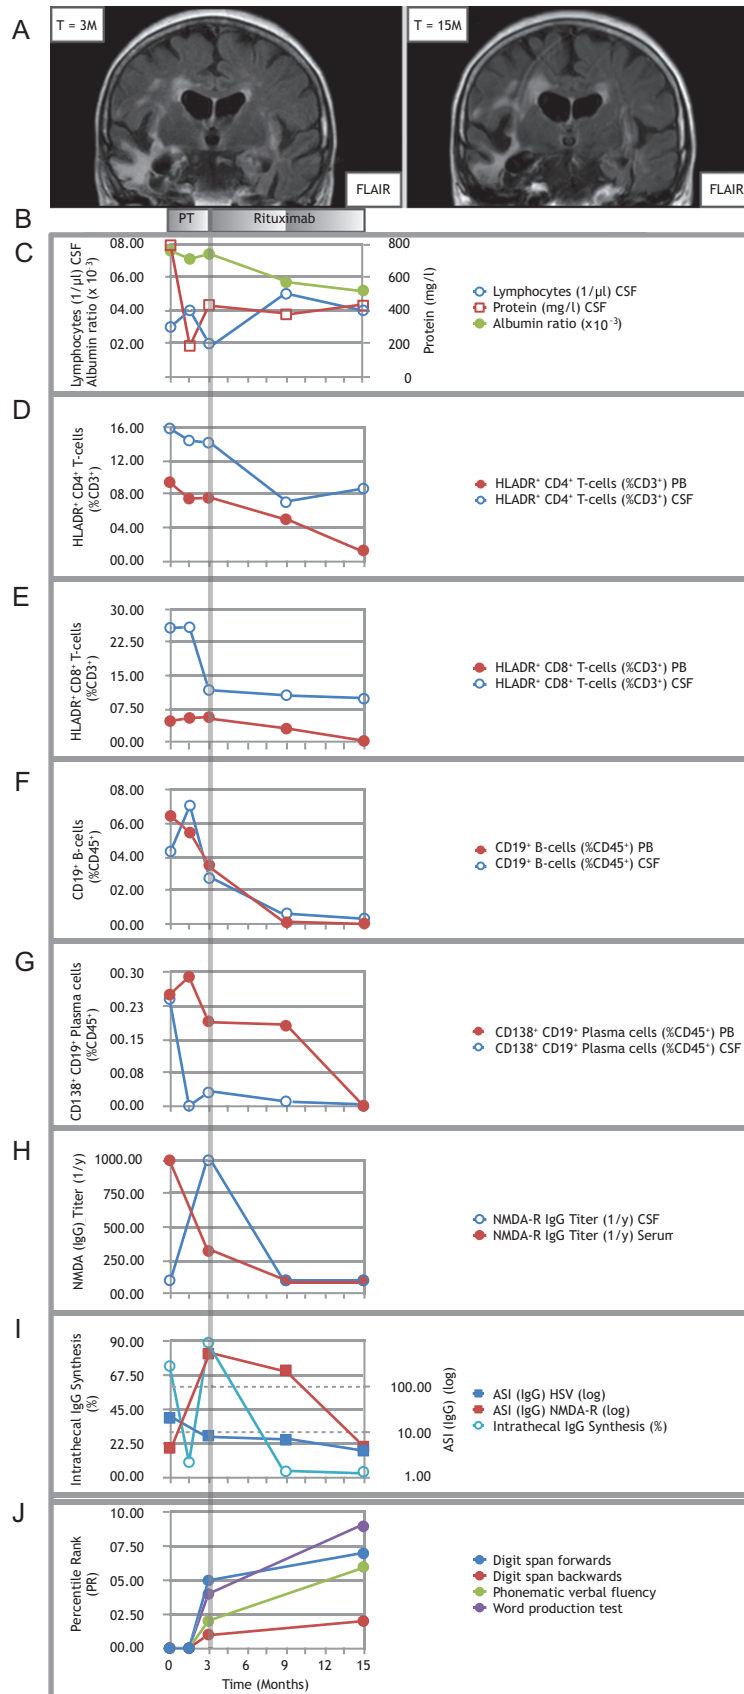 A
T = 3M
T = 15M
FLAIR
FLAIR
B
PT
Rituximab
C
Lymphocytes (1/µl) CSF
Albumin ratio (x 10⁻³)
08.00
06.00
04.00
02.00
800
600
400
200
0
Protein (mg/l)
Lymphocytes (1/µl) CSF
Protein (mg/l) CSF
Albumin ratio (x10⁻³)
D
HLADR⁺ CD4⁺ T-cells
(%CD3⁺)
16.00
12.00
08.00
04.00
00.00
HLADR⁺ CD4⁺ T-cells (%CD3⁺) PB
HLADR⁺ CD4⁺ T-cells (%CD3⁺) CSF
E
HLADR⁺ CD8⁺ T-cells
(%CD3⁺)
30.00
22.50
15.00
07.50
00.00
HLADR⁺ CD8⁺ T-cells (%CD3⁺) PB
HLADR⁺ CD8⁺ T-cells (%CD3⁺) CSF
F
CD19⁺ B-cells
(%CD45⁺)
08.00
06.00
04.00
02.00
00.00
CD19⁺ B-cells (%CD45⁺) PB
CD19⁺ B-cells (%CD45⁺) CSF
G
CD138⁺ CD19⁺ Plasma cells
(%CD45⁺)
00.30
00.23
00.15
00.08
00.00
CD138⁺ CD19⁺ Plasma cells (%CD45⁺) PB
CD138⁺ CD19⁺ Plasma cells (%CD45⁺) CSF
H
NMDA (IgG) Titer (1/y)
1000.00
750.00
500.00
250.00
00.00
NMDA-R IgG Titer (1/y) CSF
NMDA-R IgG Titer (1/y) Serum
I
Intrathecal IgG Synthesis
(%)
90.00
67.50
45.00
22.50
00.00
100.00
10.00
1.00
ASI (IgG) (log)
ASI (IgG) HSV (log)
ASI (IgG) NMDA-R (log)
Intrathecal IgG Synthesis (%)
J
Percentile Rank
(PR)
10.00
07.50
05.00
02.50
00.00
0 3 9 15
Time (Months)
Digit span forwards
Digit span backwards
Phonematic verbal fluency
Word production test